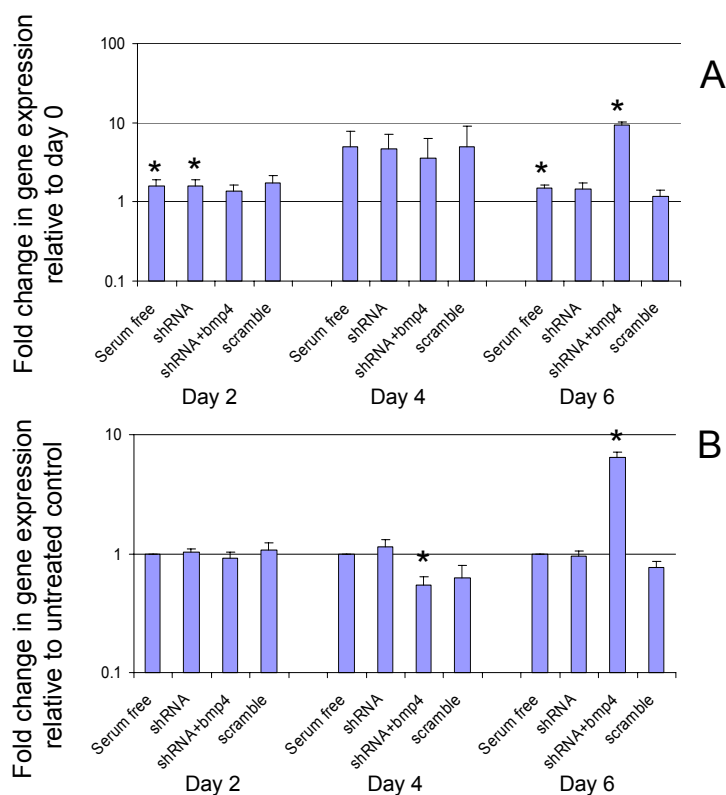 A
Fold change in gene expression
relative to day 0
100
10
1
0.1
* * * *
Serum free shRNA shRNA+bmp4 scramble Serum free shRNA shRNA+bmp4 scramble Serum free shRNA shRNA+bmp4 scramble
Day 2 Day 4 Day 6
B
Fold change in gene expression
relative to untreated control
10
1
0.1
* *
Serum free shRNA shRNA+bmp4 scramble Serum free shRNA shRNA+bmp4 scramble Serum free shRNA shRNA+bmp4 scramble
Day 2 Day 4 Day 6